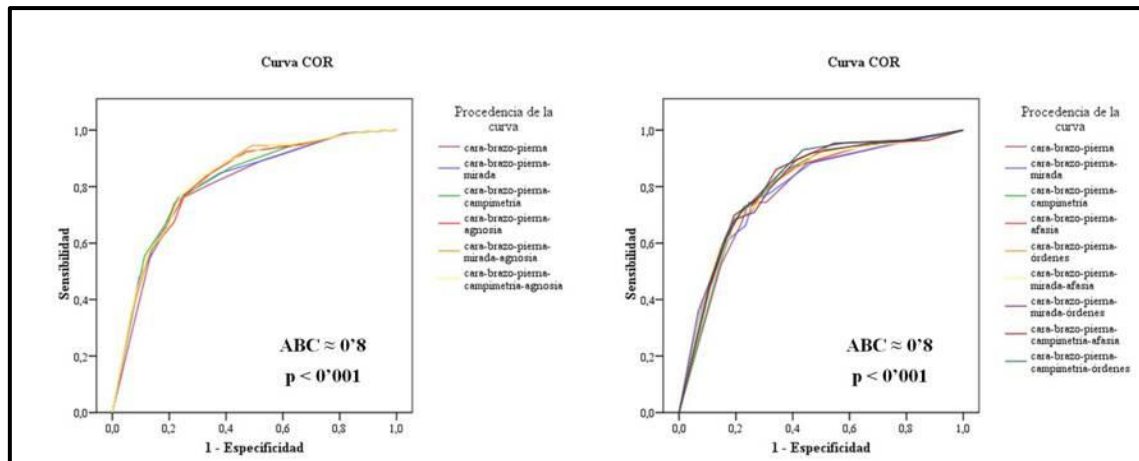 Curva COR
Sensibilidad
1,0
0,8
0,6
0,4
0,2
0,0
0,0 0,2 0,4 0,6 0,8 1,0
1 - Especificidad
ABC ≈ 0'8
p < 0'001
Procedencia de la
curva
cara-brazo-pierna
cara-brazo-pierna-
mirada
cara-brazo-pierna-
campimetría
cara-brazo-pierna-
agnosia
cara-brazo-pierna-
mirada-agnosia
cara-brazo-pierna-
campimetría-agnosia
Curva COR
Sensibilidad
1,0
0,8
0,6
0,4
0,2
0,0
0,0 0,2 0,4 0,6 0,8 1,0
1 - Especificidad
ABC ≈ 0'8
p < 0'001
Procedencia de la
curva
cara-brazo-pierna
cara-brazo-pierna-
mirada
cara-brazo-pierna-
campimetría
cara-brazo-pierna-
afasia
cara-brazo-pierna-
órdenes
cara-brazo-pierna-
mirada-afasia
cara-brazo-pierna-
mirada-órdenes
cara-brazo-pierna-
campimetría-afasia
cara-brazo-pierna-
campimetría-órdenes